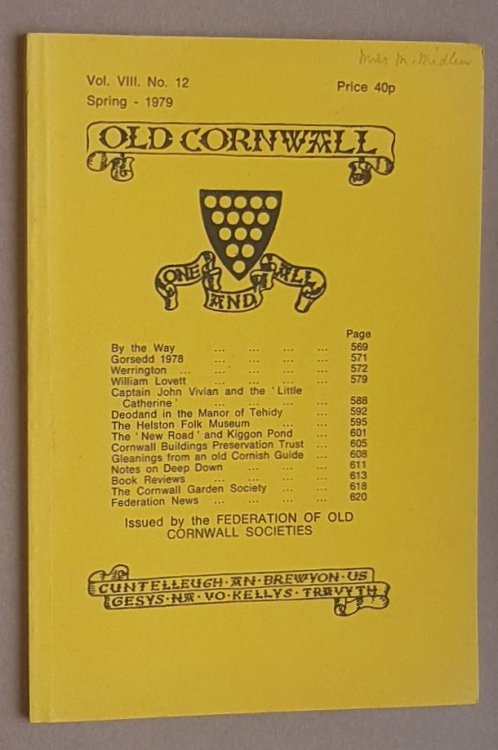 Miss M. Midlen
Vol. VIII. No. 12
Price 40p
Spring - 1979
OLD CORNWALL
ONE AND ALL
Page
By the Way ... ... ... ... 569
Gorsedd 1978 ... ... ... ... 571
Werrington ... ... ... ... ... 572
William Lovett ... ... ... ... 579
Captain John Vivian and the 'Little
Catherine' ... ... ... ... 588
Deodand in the Manor of Tehidy ... 592
The Helston Folk Museum ... ... 595
The 'New Road' and Kiggon Pond ... 601
Cornwall Buildings Preservation Trust ... 605
Gleanings from an old Cornish Guide ... 608
Notes on Deep Down ... ... ... 611
Book Reviews ... ... ... ... 613
The Cornwall Garden Society ... ... 618
Federation News ... ... ... ... 620
Issued by the FEDERATION OF OLD
CORNWALL SOCIETIES
CUNTELLEUGH · AN · BREWYON · US
GESYS · NA · VO · KELLYS · TRAVYTH